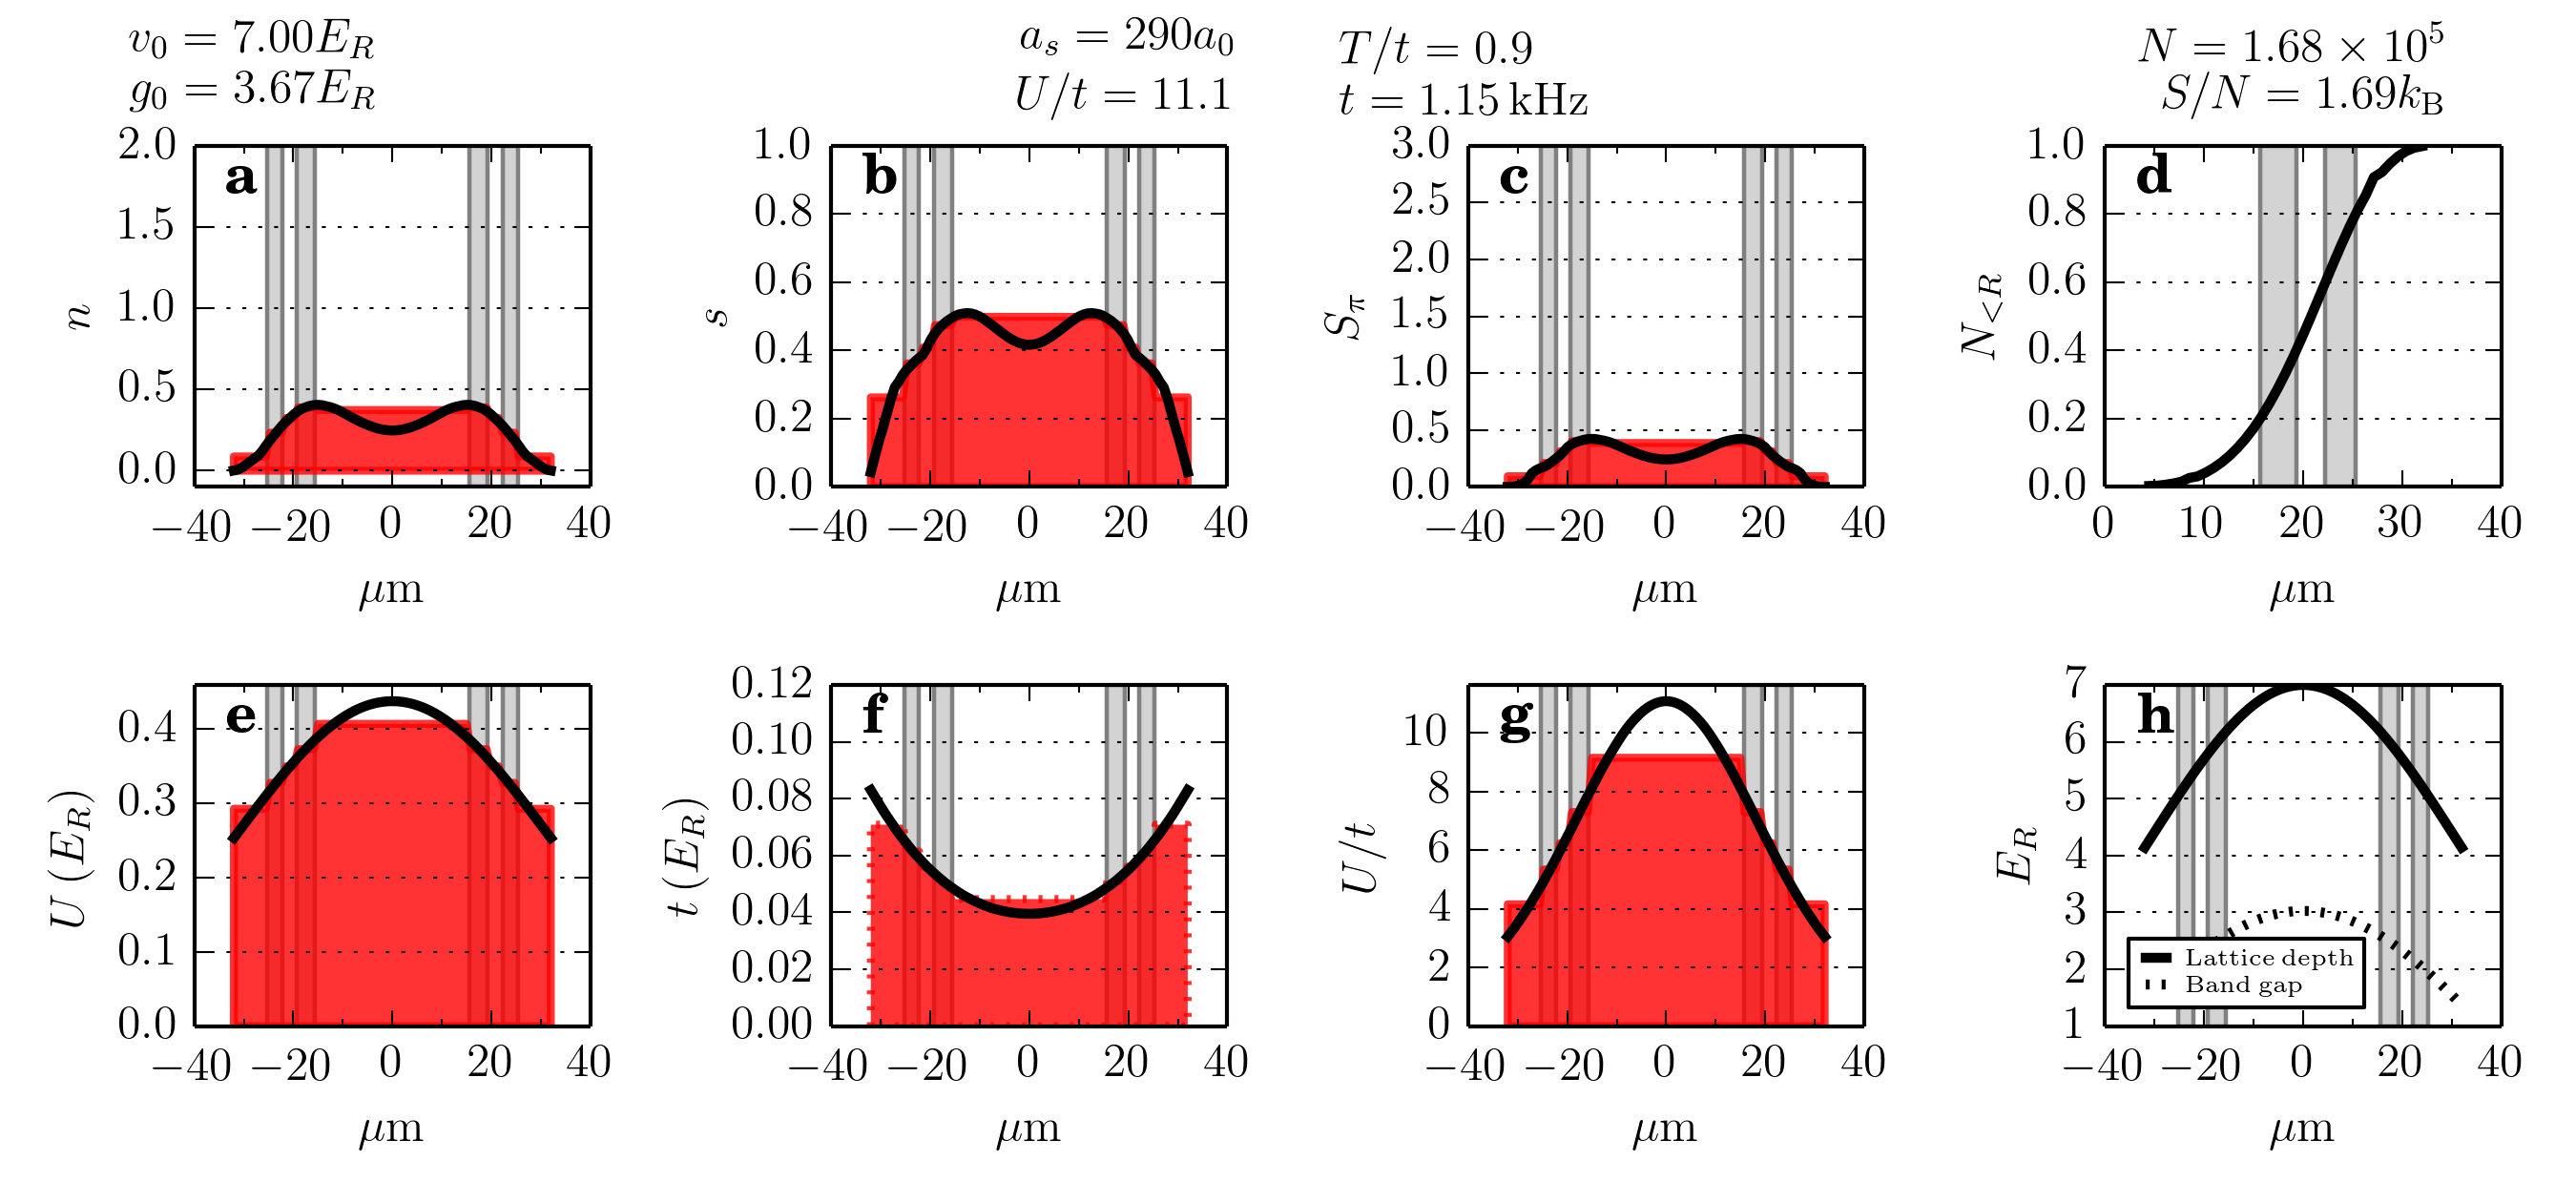 v₀ = 7.00E_R
g₀ = 3.67E_R
a_s = 290a₀
U/t = 11.1
T/t = 0.9
t = 1.15 kHz
N = 1.68 × 10⁵
S/N = 1.69k_B
a
n
2.0
1.5
1.0
0.5
0.0
−40 −20 0 20 40
μm
b
s
1.0
0.8
0.6
0.4
0.2
0.0
−40 −20 0 20 40
μm
c
S_π
3.0
2.5
2.0
1.5
1.0
0.5
0.0
−40 −20 0 20 40
μm
d
N_{<R}
1.0
0.8
0.6
0.4
0.2
0.0
0 10 20 30 40
μm
e
U (E_R)
0.4
0.3
0.2
0.1
0.0
−40 −20 0 20 40
μm
f
t (E_R)
0.12
0.10
0.08
0.06
0.04
0.02
0.00
−40 −20 0 20 40
μm
g
U/t
10
8
6
4
2
0
−40 −20 0 20 40
μm
h
E_R
7
6
5
4
3
2
1
Lattice depth
Band gap
−40 −20 0 20 40
μm